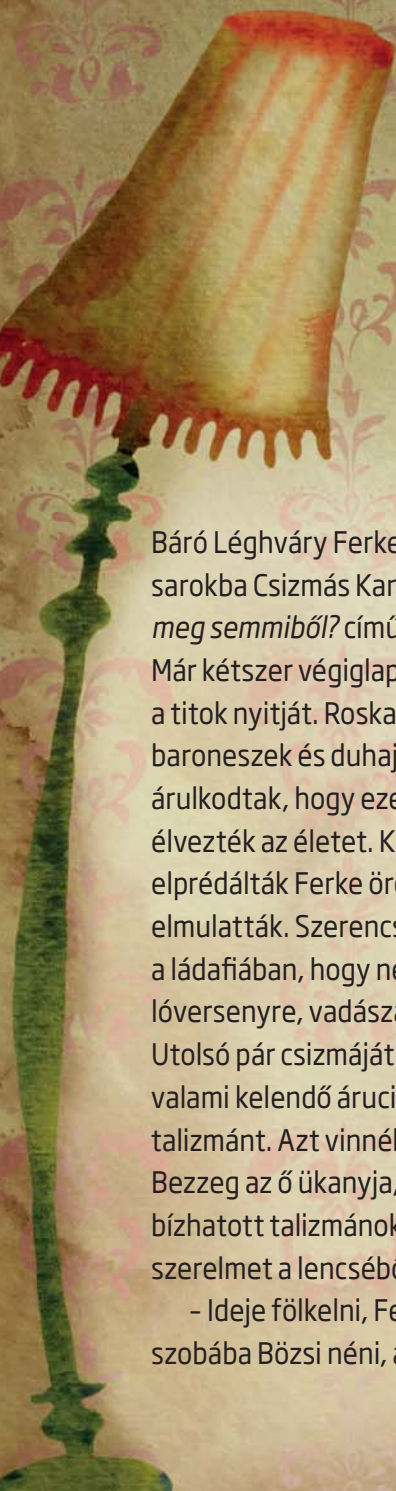 Báró Léghváry Ferke
sarokba Csizmás Kar
meg semmiből? című
Már kétszer végiglap
a titok nyitját. Roska
baroneszek és duhaj
árulkodtak, hogy eze
élvezték az életet. K
elprédálták Ferke örö
elmulatták. Szerencs
a ládafiában, hogy ne
lóversenyre, vadásza
Utolsó pár csizmáját
valami kelendő áruci
talizmánt. Azt vinnék
Bezzeg az ő ükanyja,
bízhatott talizmánok
szerelmet a lencsébő
– Ideje fölkelni, Fe
szobába Bözsi néni, a